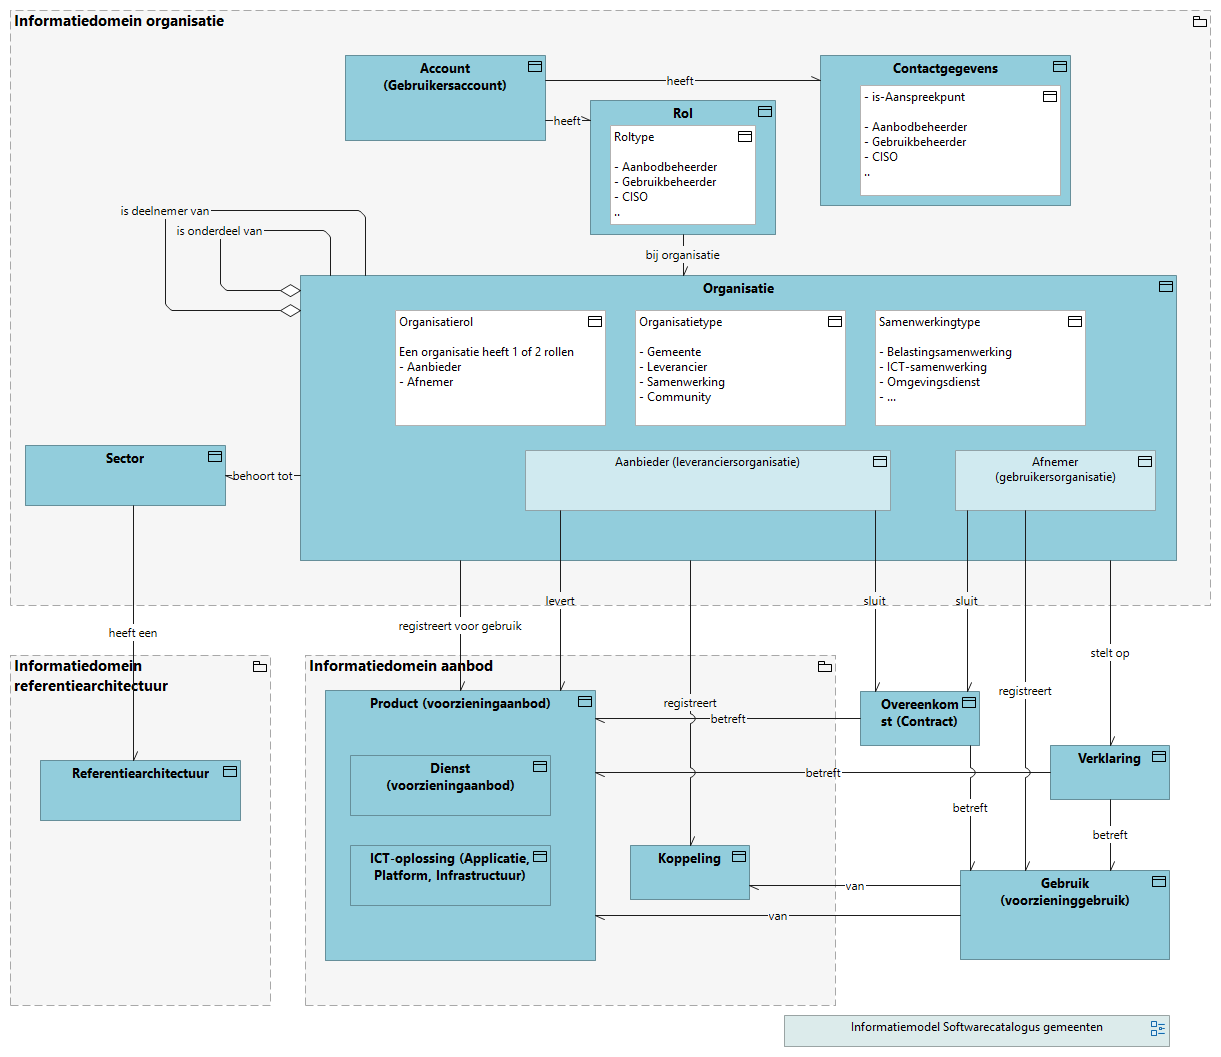 Informatiedomein organisatie
Account
(Gebruikersaccount)
heeft
heeft
Contactgegevens
- is-Aanspreekpunt
- Aanbodbeheerder
- Gebruikbeheerder
- CISO
..
Rol
Roltype
- Aanbodbeheerder
- Gebruikbeheerder
- CISO
..
is deelnemer van
is onderdeel van
bij organisatie
Organisatie
Organisatierol
Een organisatie heeft 1 of 2 rollen
- Aanbieder
- Afnemer
Organisatietype
- Gemeente
- Leverancier
- Samenwerking
- Community
Samenwerkingtype
- Belastingsamenwerking
- ICT-samenwerking
- Omgevingsdienst
- ...
Sector
behoort tot
Aanbieder (leveranciersorganisatie)
Afnemer
(gebruikersorganisatie)
levert
sluit
sluit
heeft een
registreert voor gebruik
stelt op
Informatiedomein
referentiearchitectuur
Referentiearchitectuur
Informatiedomein aanbod
Product (voorzieningaanbod)
Dienst
(voorzieningaanbod)
ICT-oplossing (Applicatie,
Platform, Infrastructuur)
registreert
betreft
Overeenkom
st (Contract)
registreert
Verklaring
betreft
betreft
betreft
Koppeling
van
van
Gebruik
(voorzieninggebruik)
Informatiemodel Softwarecatalogus gemeenten